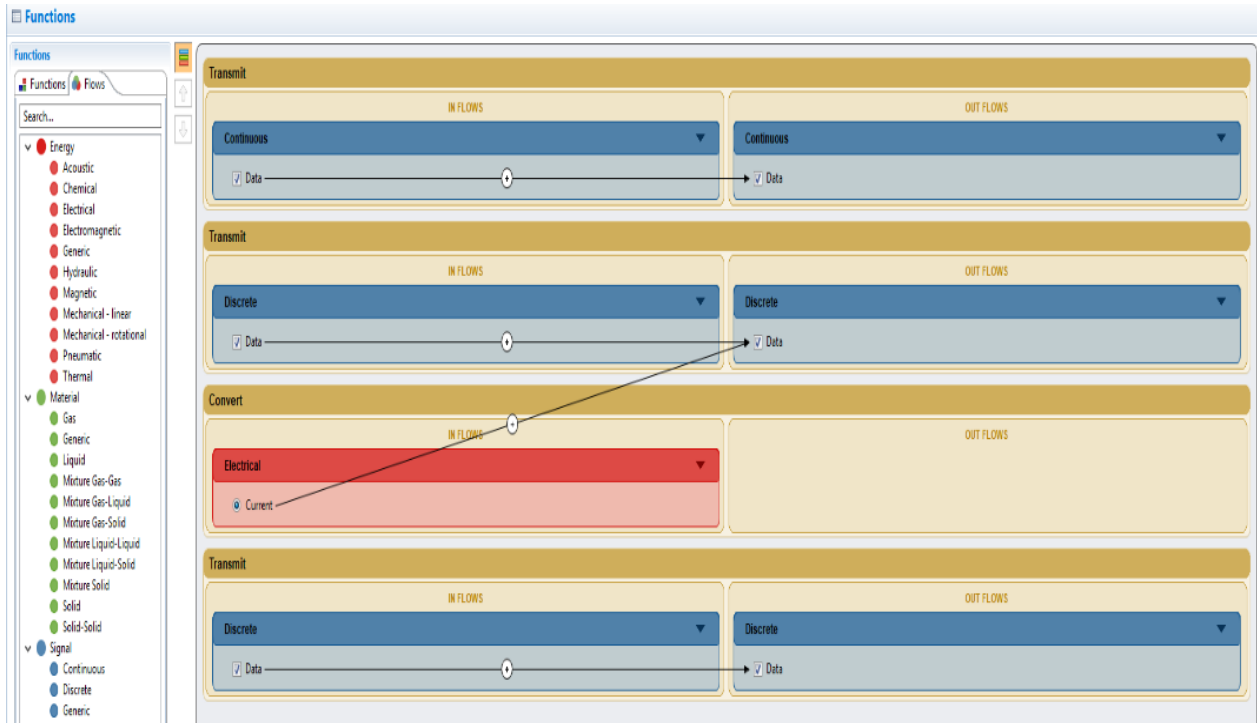 Functions
Functions
Functions Flows
Search...
Energy
Acoustic
Chemical
Electrical
Electromagnetic
Generic
Hydraulic
Magnetic
Mechanical - linear
Mechanical - rotational
Pneumatic
Thermal
Material
Gas
Generic
Liquid
Mixture Gas-Gas
Mixture Gas-Liquid
Mixture Gas-Solid
Mixture Liquid-Liquid
Mixture Liquid-Solid
Mixture Solid
Solid
Solid-Solid
Signal
Continuous
Discrete
Generic
Transmit
IN FLOWS OUT FLOWS
Continuous Continuous
Data Data
Transmit
IN FLOWS OUT FLOWS
Discrete Discrete
Data Data
Convert
IN FLOWS OUT FLOWS
Electrical
Current
Transmit
IN FLOWS OUT FLOWS
Discrete Discrete
Data Data